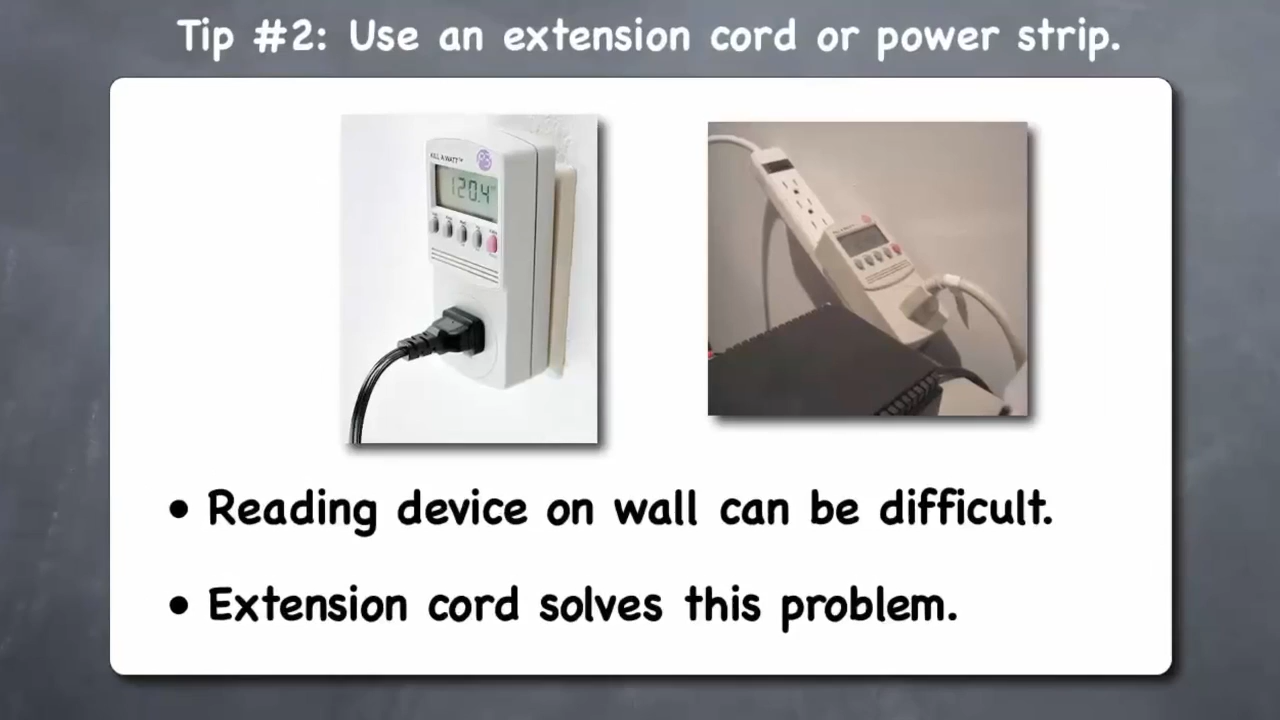 Tip #2: Use an extension cord or power strip.
KILL A WATT™
120.4
• Reading device on wall can be difficult.
• Extension cord solves this problem.